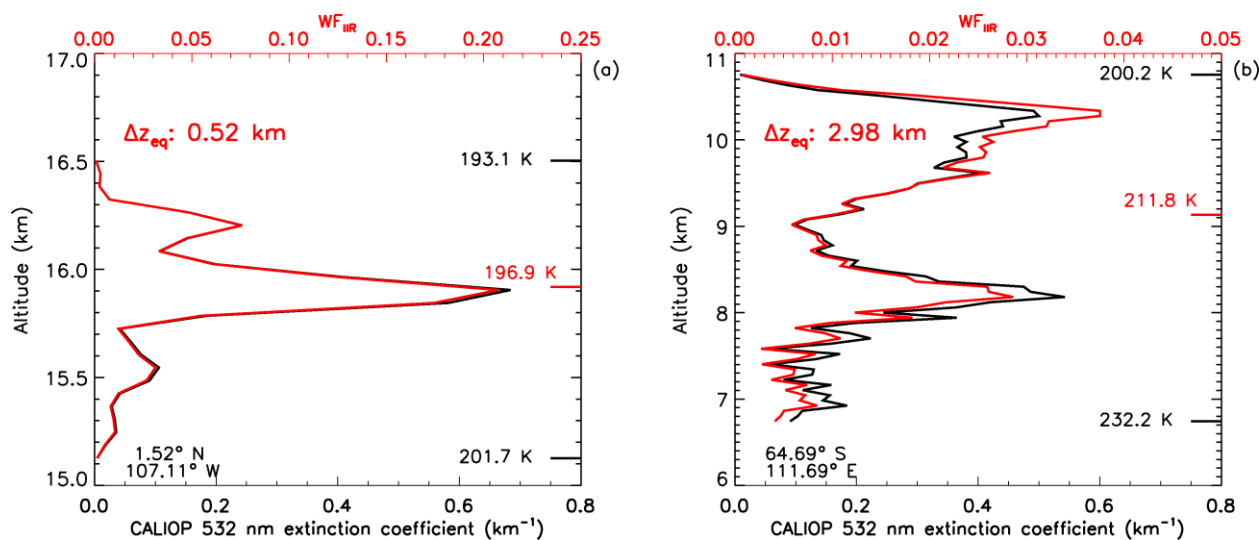 WF_IIR
0.00 0.05 0.10 0.15 0.20 0.25
17.0
16.5
16.0
15.5
15.0
Altitude (km)
(a)
Δz_eq: 0.52 km
193.1 K
196.9 K
201.7 K
1.52° N
107.11° W
0.0 0.2 0.4 0.6 0.8
CALIOP 532 nm extinction coefficient (km⁻¹)
WF_IIR
0.00 0.01 0.02 0.03 0.04 0.05
11
10
9
8
7
6
Altitude (km)
(b)
200.2 K
Δz_eq: 2.98 km
211.8 K
232.2 K
64.69° S
111.69° E
0.0 0.2 0.4 0.6 0.8
CALIOP 532 nm extinction coefficient (km⁻¹)